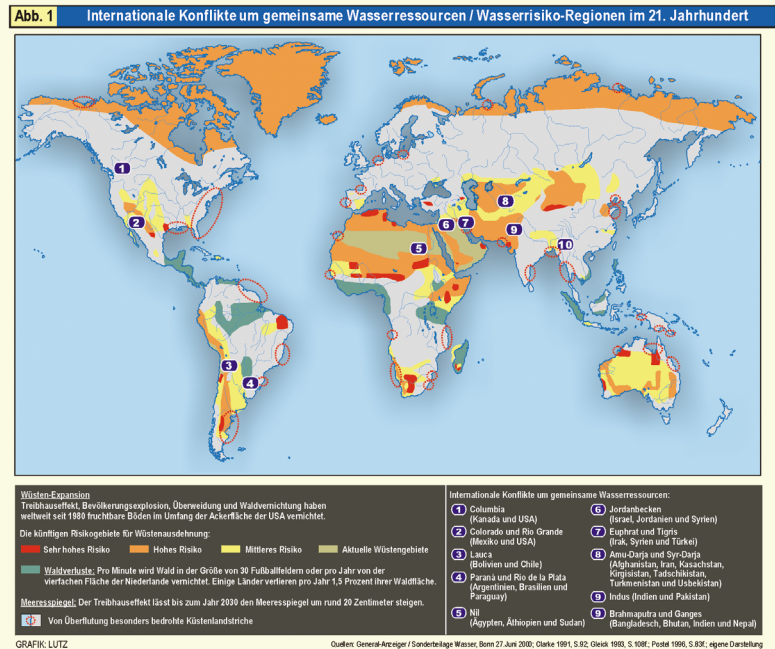 Abb. 1
Internationale Konflikte um gemeinsame Wasserressourcen / Wasserrisiko-Regionen im 21. Jahrhundert
1
2
3
4
5
6
7
8
9
10
Wüsten-Expansion
Treibhauseffekt, Bevölkerungsexplosion, Überweidung und Waldvernichtung haben
weltweit seit 1980 fruchtbare Böden im Umfang der Ackerfläche der USA vernichtet.
Die künftigen Risikogebiete für Wüstenausdehnung:
Sehr hohes Risiko
Hohes Risiko
Mittleres Risiko
Aktuelle Wüstengebiete
Waldverluste: Pro Minute wird Wald in der Größe von 30 Fußballfeldern oder pro Jahr von der
vierfachen Fläche der Niederlande vernichtet. Einige Länder verlieren pro Jahr 1,5 Prozent ihrer Waldfläche.
Meeresspiegel: Der Treibhauseffekt lässt bis zum Jahr 2030 den Meeresspiegel um rund 20 Zentimeter steigen.
Von Überflutung besonders bedrohte Küstenlandstriche
Internationale Konflikte um gemeinsame Wasserressourcen:
1 Columbia
(Kanada und USA)
2 Colorado und Rio Grande
(Mexiko und USA)
3 Lauca
(Bolivien und Chile)
4 Paraná und Rio de la Plata
(Argentinien, Brasilien und
Paraguay)
5 Nil
(Ägypten, Äthiopien und Sudan)
6 Jordanbecken
(Israel, Jordanien und Syrien)
7 Euphrat und Tigris
(Irak, Syrien und Türkei)
8 Amu-Darja und Syr-Darja
(Afghanistan, Iran, Kasachstan,
Kirgisistan, Tadschikistan,
Turkmenistan und Usbekistan)
9 Indus (Indien und Pakistan)
9 Brahmaputra und Ganges
(Bangladesh, Bhutan, Indien und Nepal)
GRAFIK: LUTZ
Quellen: General-Anzeiger / Sonderbeilage Wasser, Bonn 27.Juni 2000; Clarke 1991, S.92; Gleick 1993, S.108f.; Postel 1996, S.83f.; eigene Darstellung